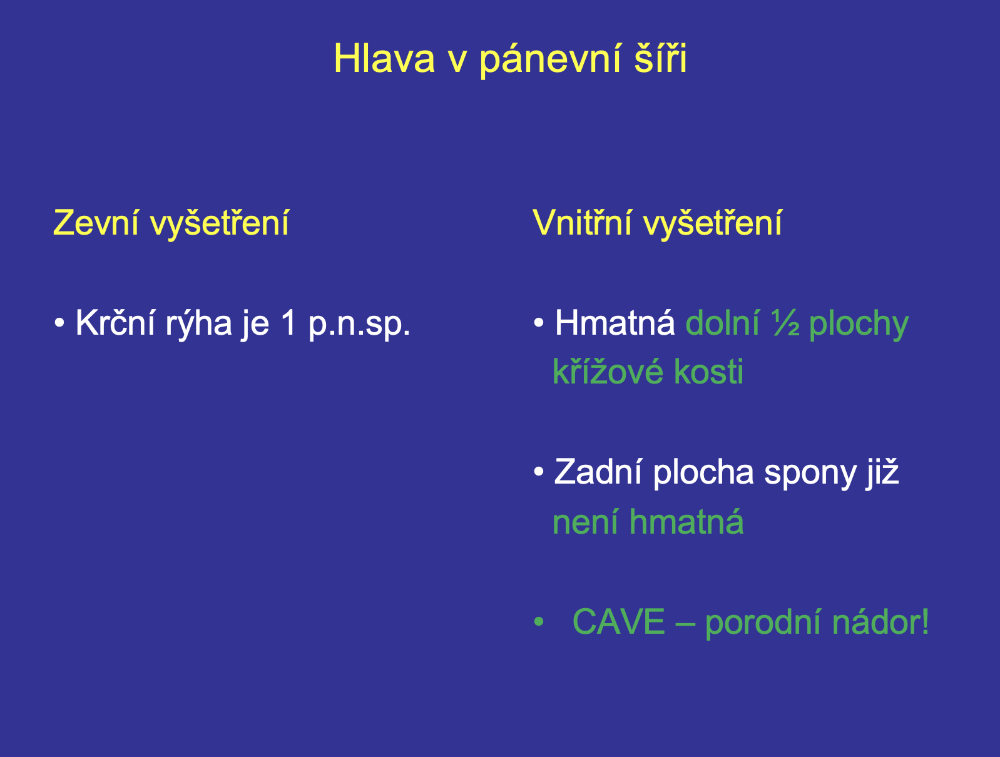 Hlava v pánevní šíři
Zevní vyšetření
• Krční rýha je 1 p.n.sp.
Vnitřní vyšetření
• Hmatná dolní ½ plochy
křížové kosti
• Zadní plocha spony již
není hmatná
• CAVE – porodní nádor!